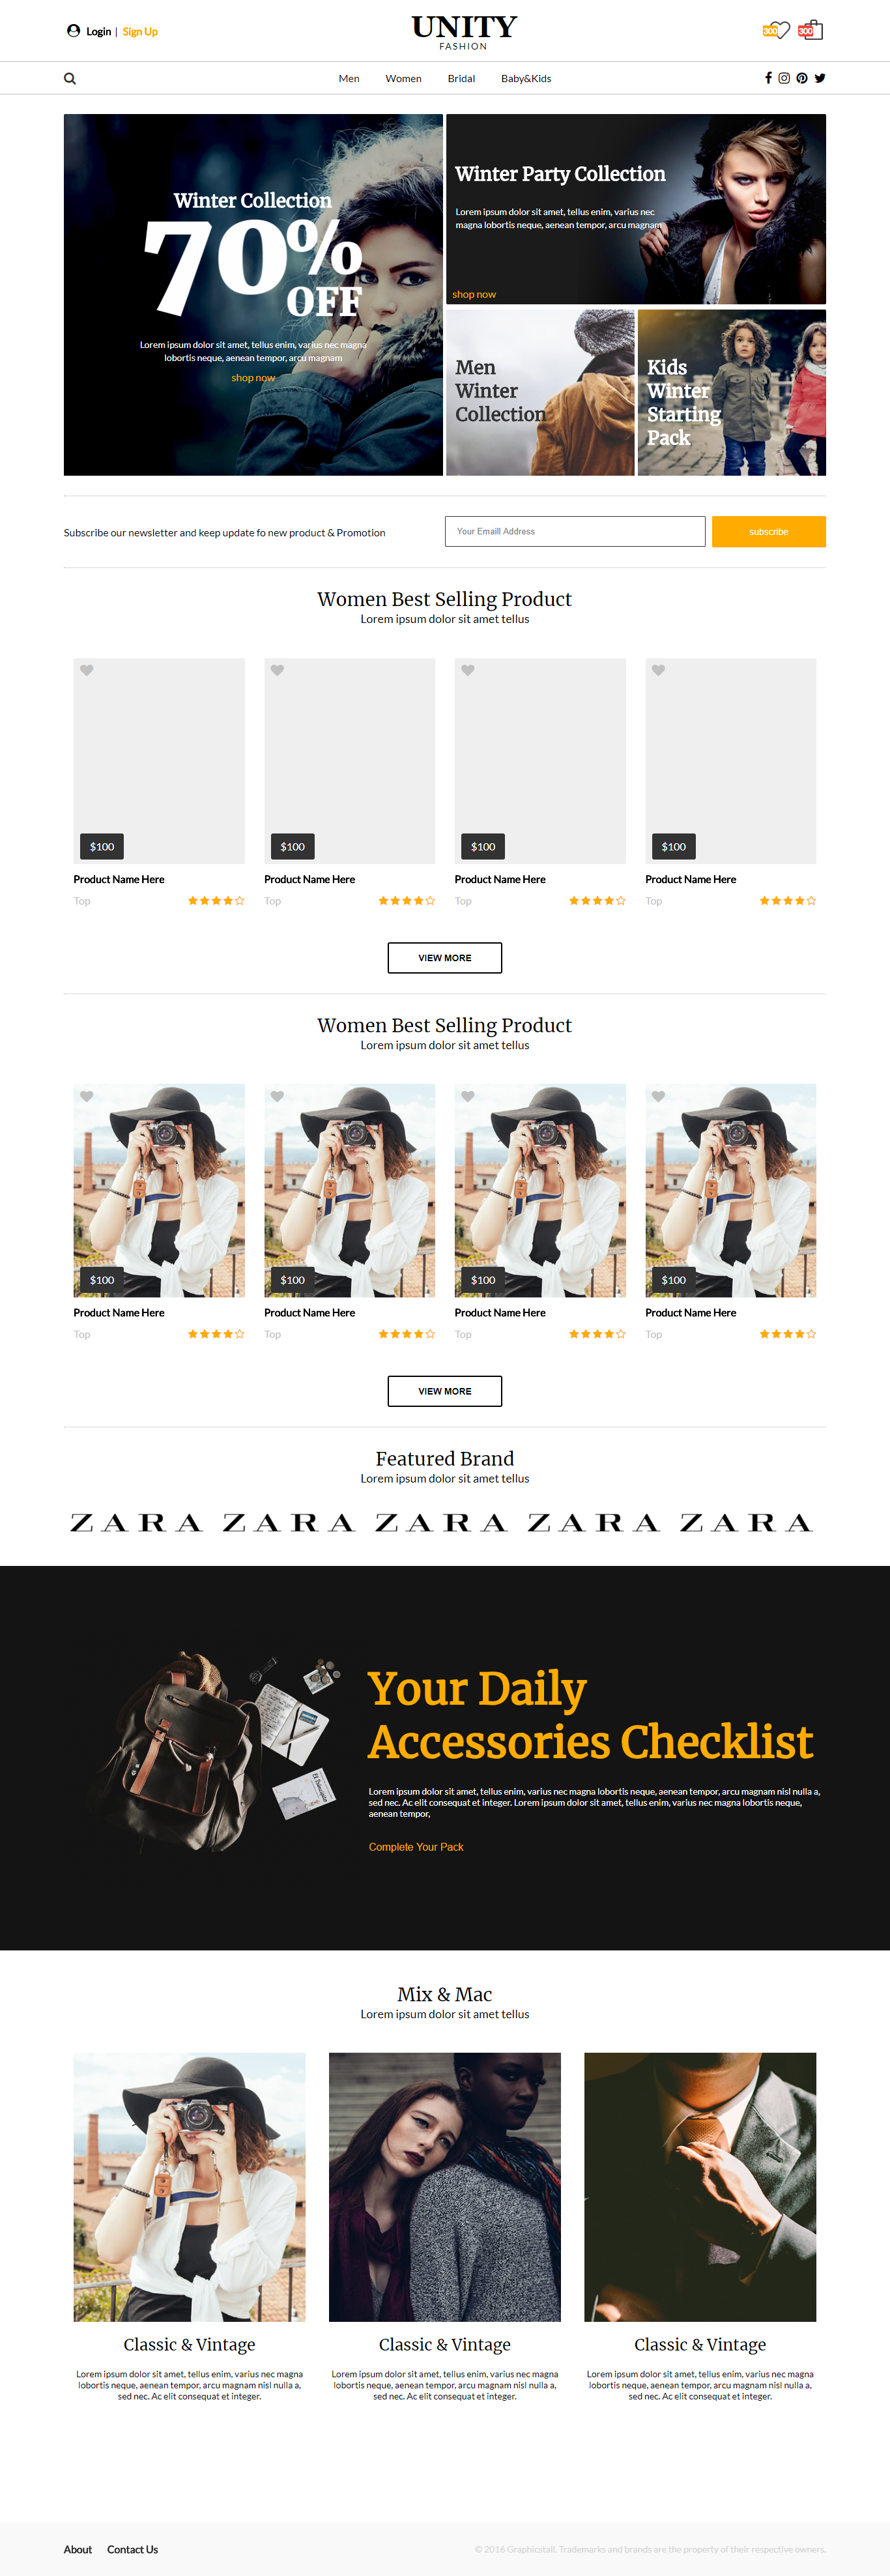 Login | Sign Up
UNITY
FASHION
300
300
Men Women Bridal Baby&Kids
Winter Collection
70%
OFF
Lorem ipsum dolor sit amet, tellus enim, varius nec magna
lobortis neque, aenean tempor, arcu magnam
shop now
Winter Party Collection
Lorem ipsum dolor sit amet, tellus enim, varius nec
magna lobortis neque, aenean tempor, arcu magnam
shop now
Men
Winter
Collection
Kids
Winter
Starting
Pack
Subscribe our newsletter and keep update fo new product & Promotion
Your Emaill Address
subscribe
Women Best Selling Product
Lorem ipsum dolor sit amet tellus
$100 $100 $100 $100
Product Name Here Product Name Here Product Name Here Product Name Here
Top Top Top Top
VIEW MORE
Women Best Selling Product
Lorem ipsum dolor sit amet tellus
$100 $100 $100 $100
Product Name Here Product Name Here Product Name Here Product Name Here
Top Top Top Top
VIEW MORE
Featured Brand
Lorem ipsum dolor sit amet tellus
ZARA ZARA ZARA ZARA ZARA
Your Daily
Accessories Checklist
Lorem ipsum dolor sit amet, tellus enim, varius nec magna lobortis neque, aenean tempor, arcu magnam nisl nulla a,
sed nec. Ac elit consequat et integer. Lorem ipsum dolor sit amet, tellus enim, varius nec magna lobortis neque,
aenean tempor,
Complete Your Pack
Mix & Mac
Lorem ipsum dolor sit amet tellus
Classic & Vintage
Lorem ipsum dolor sit amet, tellus enim, varius nec magna
lobortis neque, aenean tempor, arcu magnam nisl nulla a,
sed nec. Ac elit consequat et integer.
Classic & Vintage
Lorem ipsum dolor sit amet, tellus enim, varius nec magna
lobortis neque, aenean tempor, arcu magnam nisl nulla a,
sed nec. Ac elit consequat et integer.
Classic & Vintage
Lorem ipsum dolor sit amet, tellus enim, varius nec magna
lobortis neque, aenean tempor, arcu magnam nisl nulla a,
sed nec. Ac elit consequat et integer.
About Contact Us
© 2016 Graphicstall. Trademarks and brands are the property of their respective owners.